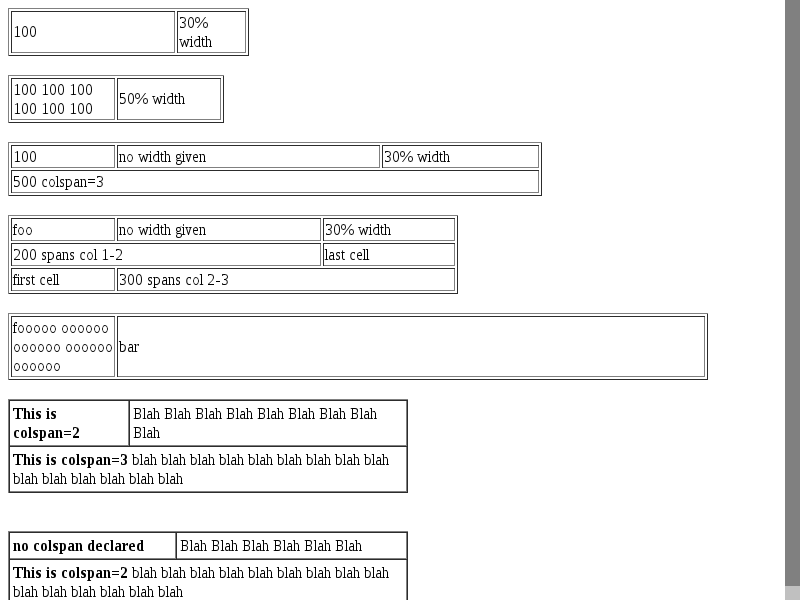 100
30%
width
100 100 100
100 100 100
50% width
100
no width given
30% width
500 colspan=3
foo
no width given
30% width
200 spans col 1-2
last cell
first cell
300 spans col 2-3
fooooo oooooo
oooooo oooooo
oooooo
bar
This is
colspan=2
Blah Blah Blah Blah Blah Blah Blah Blah
Blah
This is colspan=3 blah blah blah blah blah blah blah blah blah
blah blah blah blah blah blah
no colspan declared
Blah Blah Blah Blah Blah Blah
This is colspan=2 blah blah blah blah blah blah blah blah blah
blah blah blah blah blah blah